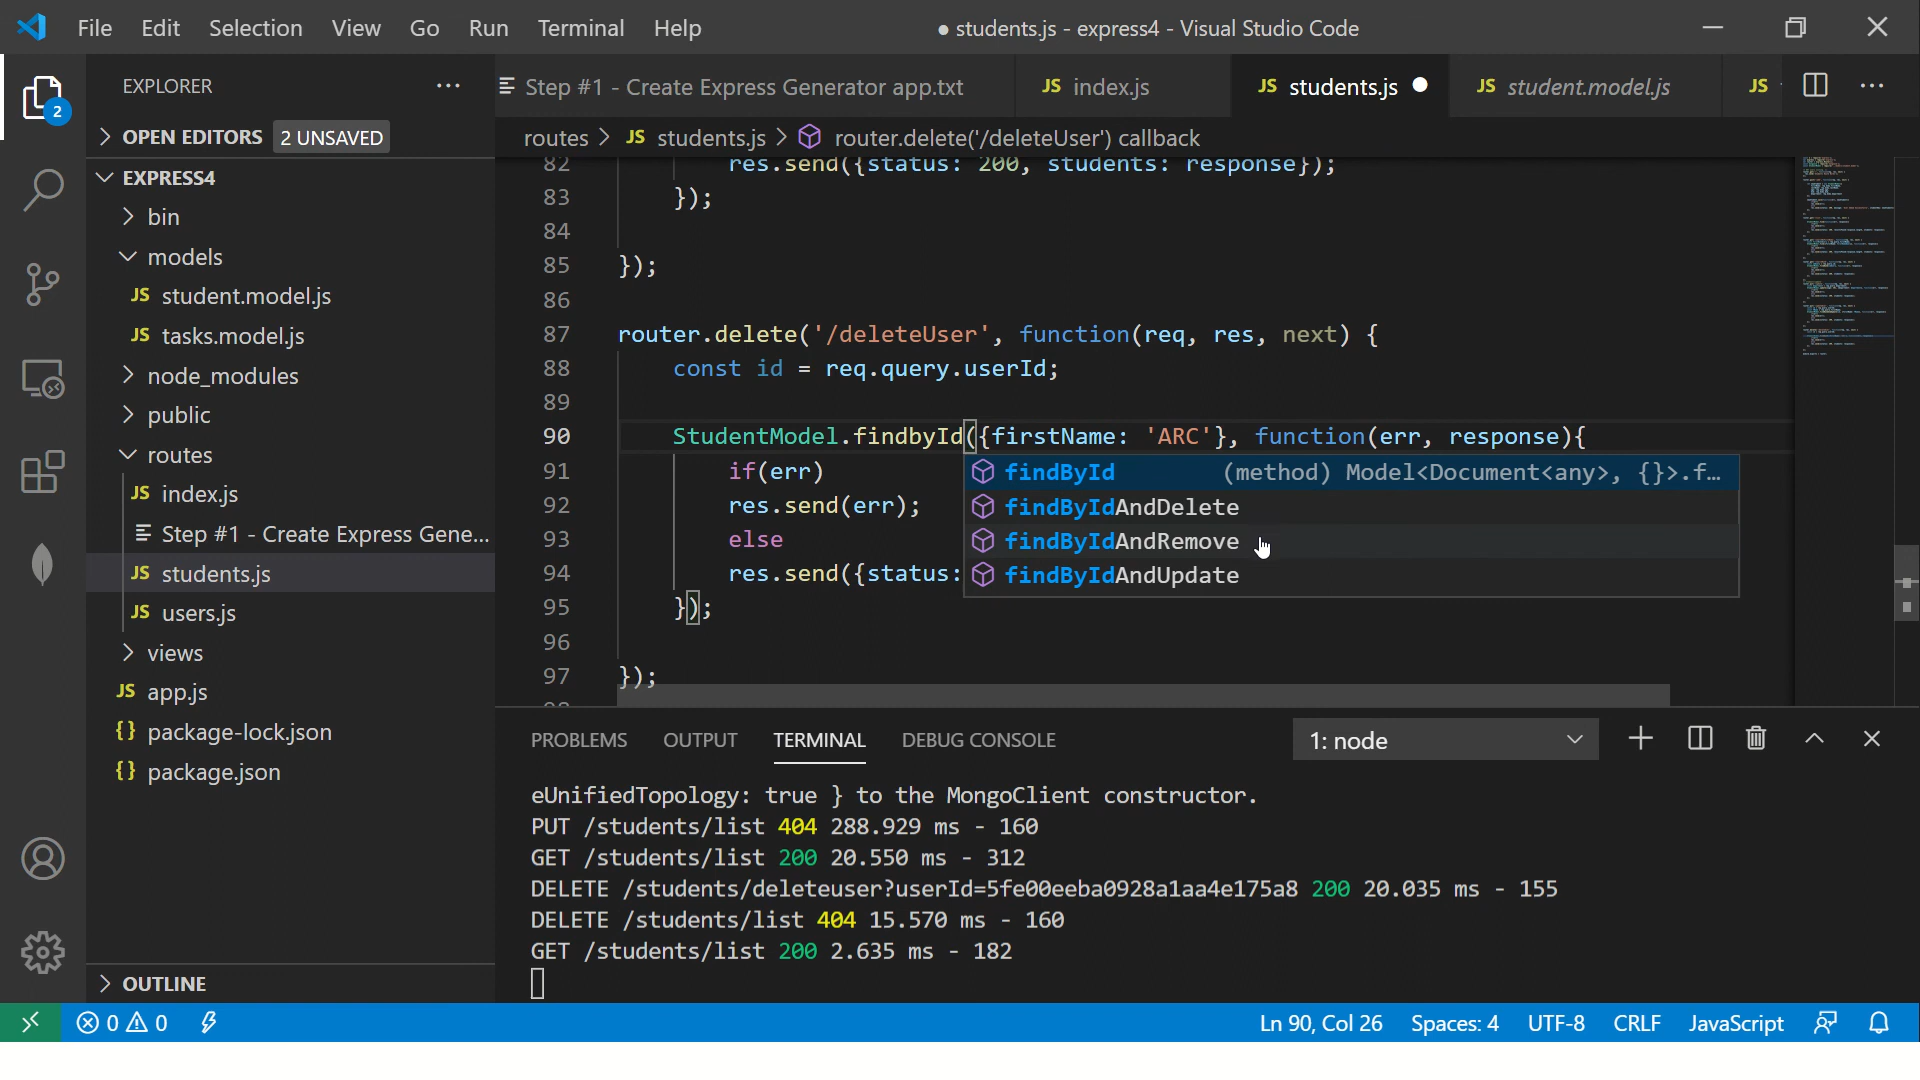 File Edit Selection View Go Run Terminal Help
● students.js - express4 - Visual Studio Code
EXPLORER
OPEN EDITORS 2 UNSAVED
EXPRESS4
bin
models
JS student.model.js
JS tasks.model.js
node_modules
public
routes
JS index.js
Step #1 - Create Express Gene...
JS students.js
JS users.js
views
JS app.js
{} package-lock.json
{} package.json
OUTLINE
2
Step #1 - Create Express Generator app.txt
JS index.js
JS students.js
JS student.model.js
JS
routes > JS students.js > router.delete('/deleteUser') callback
82 res.send({status: 200, students: response});
83 });
84
85 });
86
87 router.delete('/deleteUser', function(req, res, next) {
88 const id = req.query.userId;
89
90 StudentModel.findbyId({firstName: 'ARC'}, function(err, response){
91 if(err)
92 res.send(err);
93 else
94 res.send({status:
95 });
96
97 });
findById (method) Model<Document<any>, {}>.f...
findByIdAndDelete
findByIdAndRemove
findByIdAndUpdate
PROBLEMS OUTPUT TERMINAL DEBUG CONSOLE
1: node
eUnifiedTopology: true } to the MongoClient constructor.
PUT /students/list 404 288.929 ms - 160
GET /students/list 200 20.550 ms - 312
DELETE /students/deleteuser?userId=5fe00eeba0928a1aa4e175a8 200 20.035 ms - 155
DELETE /students/list 404 15.570 ms - 160
GET /students/list 200 2.635 ms - 182
0 0
Ln 90, Col 26 Spaces: 4 UTF-8 CRLF JavaScript